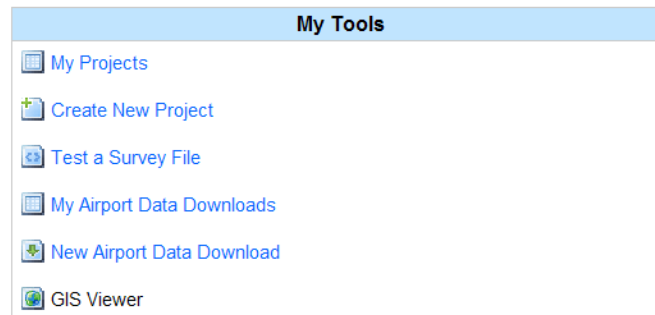 My Tools
My Projects
Create New Project
Test a Survey File
My Airport Data Downloads
New Airport Data Download
GIS Viewer